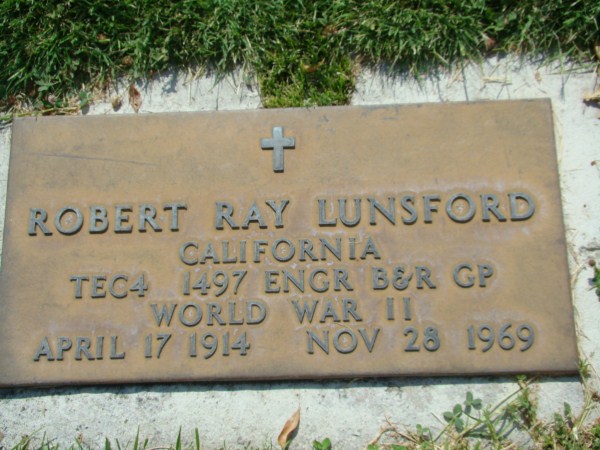 ROBERT RAY LUNSFORD
CALIFORNIA
TEC4 1497 ENGR B&R GP
WORLD WAR II
APRIL 17 1914 NOV 28 1969